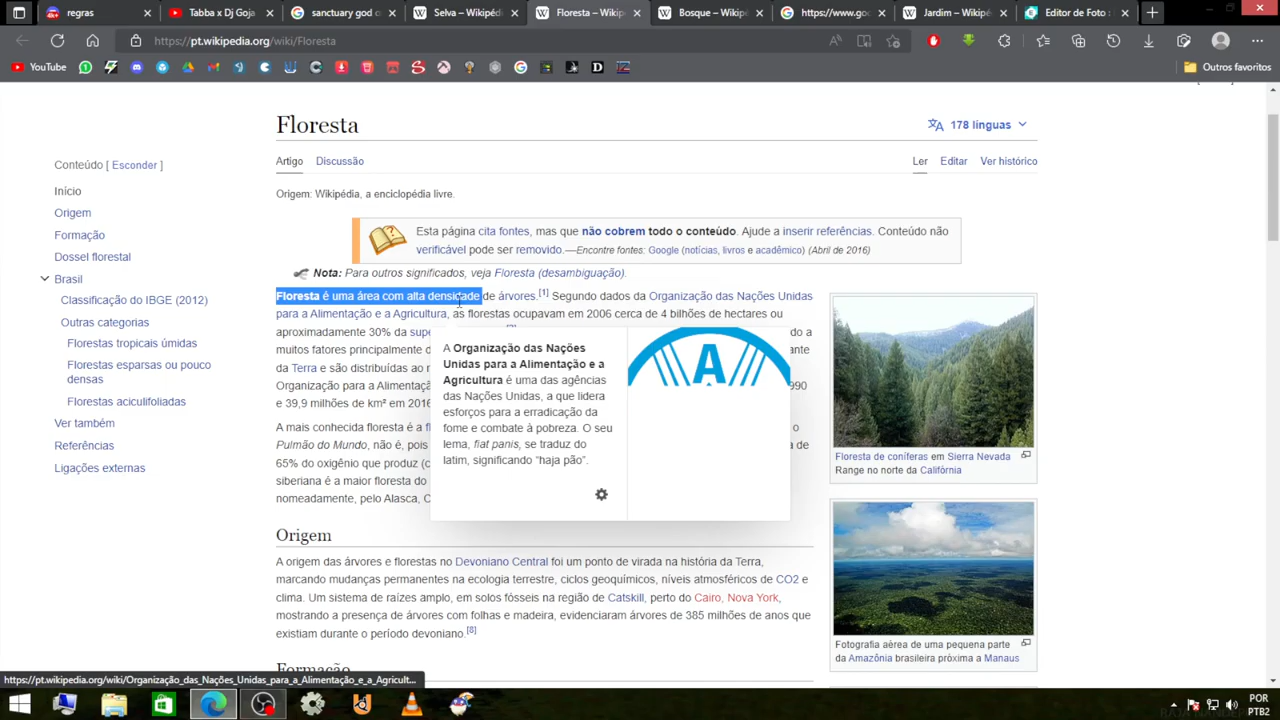 regras
Tabba x Dj Goja
sanctuary god o
Selva – Wikipéd
Floresta – Wikip
Bosque – Wikip
https://www.goo
Jardim – Wikipé
Editor de Foto :
https://pt.wikipedia.org/wiki/Floresta
YouTube
Outros favoritos
Floresta
178 línguas
Conteúdo [ Esconder ]
Início
Origem
Formação
Dossel florestal
Brasil
Classificação do IBGE (2012)
Outras categorias
Florestas tropicais úmidas
Florestas esparsas ou pouco
densas
Florestas aciculifoliadas
Ver também
Referências
Ligações externas
Artigo Discussão
Ler Editar Ver histórico
Origem: Wikipédia, a enciclopédia livre.
Esta página cita fontes, mas que não cobrem todo o conteúdo. Ajude a inserir referências. Conteúdo não
verificável pode ser removido.—Encontre fontes: Google (notícias, livros e acadêmico) (Abril de 2016)
Nota: Para outros significados, veja Floresta (desambiguação).
Floresta é uma área com alta densidade de árvores.[1] Segundo dados da Organização das Nações Unidas
para a Alimentação e a Agricultura, as florestas ocupavam em 2006 cerca de 4 bilhões de hectares ou
aproximadamente 30% da
muitos fatores principalmente
da Terra e são distribuídas ao
Organização para a Alimentação
e 39,9 milhões de km² em 2016
A mais conhecida floresta é a
Pulmão do Mundo, não é, pois
65% do oxigênio que produz
siberiana é a maior floresta do
nomeadamente, pelo Alasca,
A Organização das Nações
Unidas para a Alimentação e a
Agricultura é uma das agências
das Nações Unidas, a que lidera
esforços para a erradicação da
fome e combate à pobreza. O seu
lema, fiat panis, se traduz do
latim, significando “haja pão”.
A
Origem
A origem das árvores e florestas no Devoniano Central foi um ponto de virada na história da Terra,
marcando mudanças permanentes na ecologia terrestre, ciclos geoquímicos, níveis atmosféricos de CO2 e
clima. Um sistema de raízes amplo, em solos fósseis na região de Catskill, perto do Cairo, Nova York,
mostrando a presença de árvores com folhas e madeira, evidenciaram árvores de 385 milhões de anos que
existiam durante o período devoniano.[8]
Formação
Floresta de coníferas em Sierra Nevada
Range no norte da Califórnia
Fotografia aérea de uma pequena parte
da Amazônia brasileira próxima a Manaus
https://pt.wikipedia.org/wiki/Organização_das_Nações_Unidas_para_a_Alimentação_e_a_Agricult...
POR
PTB2